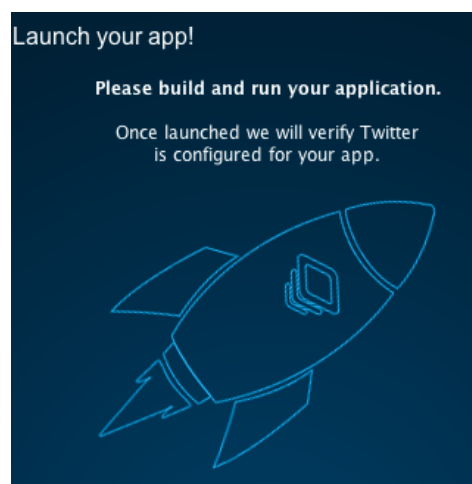 Launch your app!
Please build and run your application.
Once launched we will verify Twitter
is configured for your app.